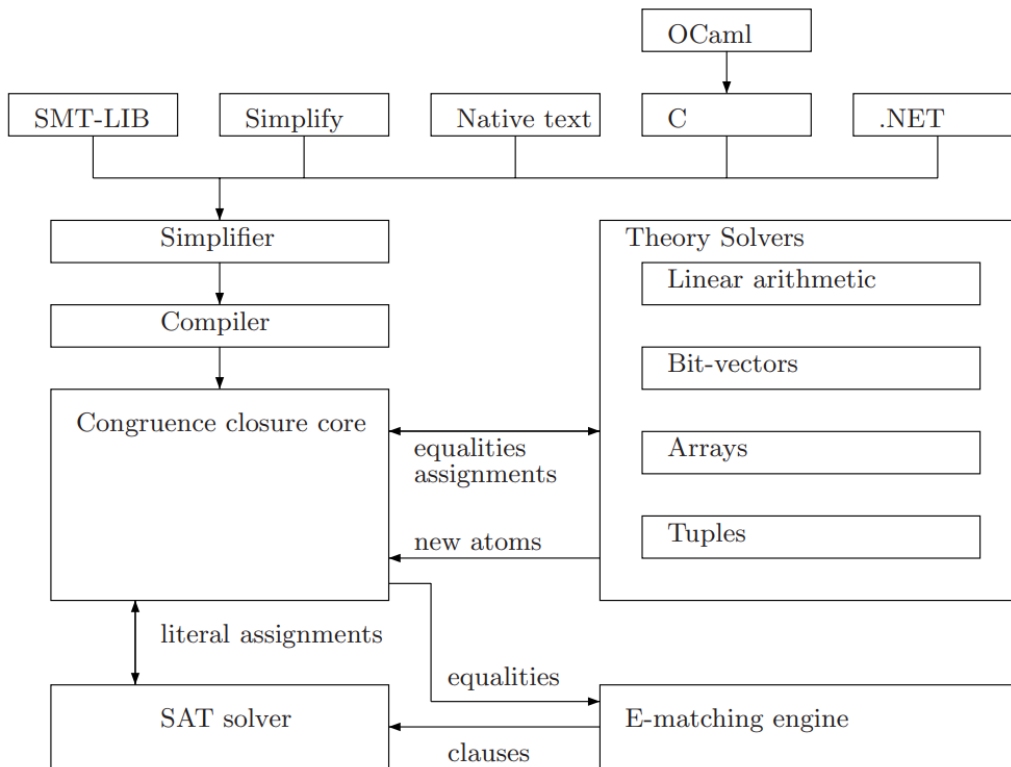 OCaml
SMT-LIB
Simplify
Native text
C
.NET
Simplifier
Theory Solvers
Linear arithmetic
Compiler
Bit-vectors
Congruence closure core
equalities
assignments
Arrays
new atoms
Tuples
literal assignments
equalities
SAT solver
E-matching engine
clauses